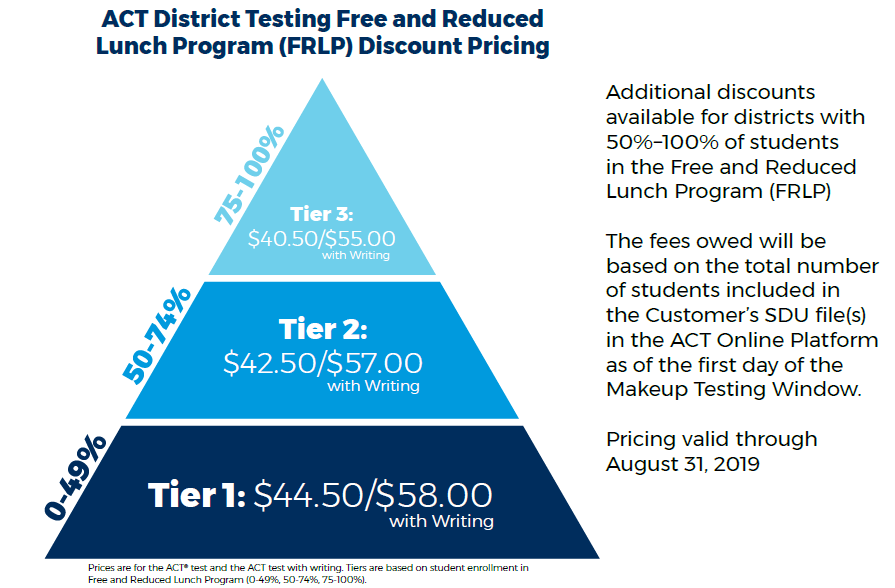 ACT District Testing Free and Reduced
Lunch Program (FRLP) Discount Pricing
75-100%
Tier 3:
$40.50/$55.00
with Writing
50-74%
Tier 2:
$42.50/$57.00
with Writing
0-49%
Tier 1: $44.50/$58.00
with Writing
Prices are for the ACT® test and the ACT test with writing. Tiers are based on student enrollment in
Free and Reduced Lunch Program (0-49%, 50-74%, 75-100%).
Additional discounts
available for districts with
50%–100% of students
in the Free and Reduced
Lunch Program (FRLP)
The fees owed will be
based on the total number
of students included in
the Customer’s SDU file(s)
in the ACT Online Platform
as of the first day of the
Makeup Testing Window.
Pricing valid through
August 31, 2019